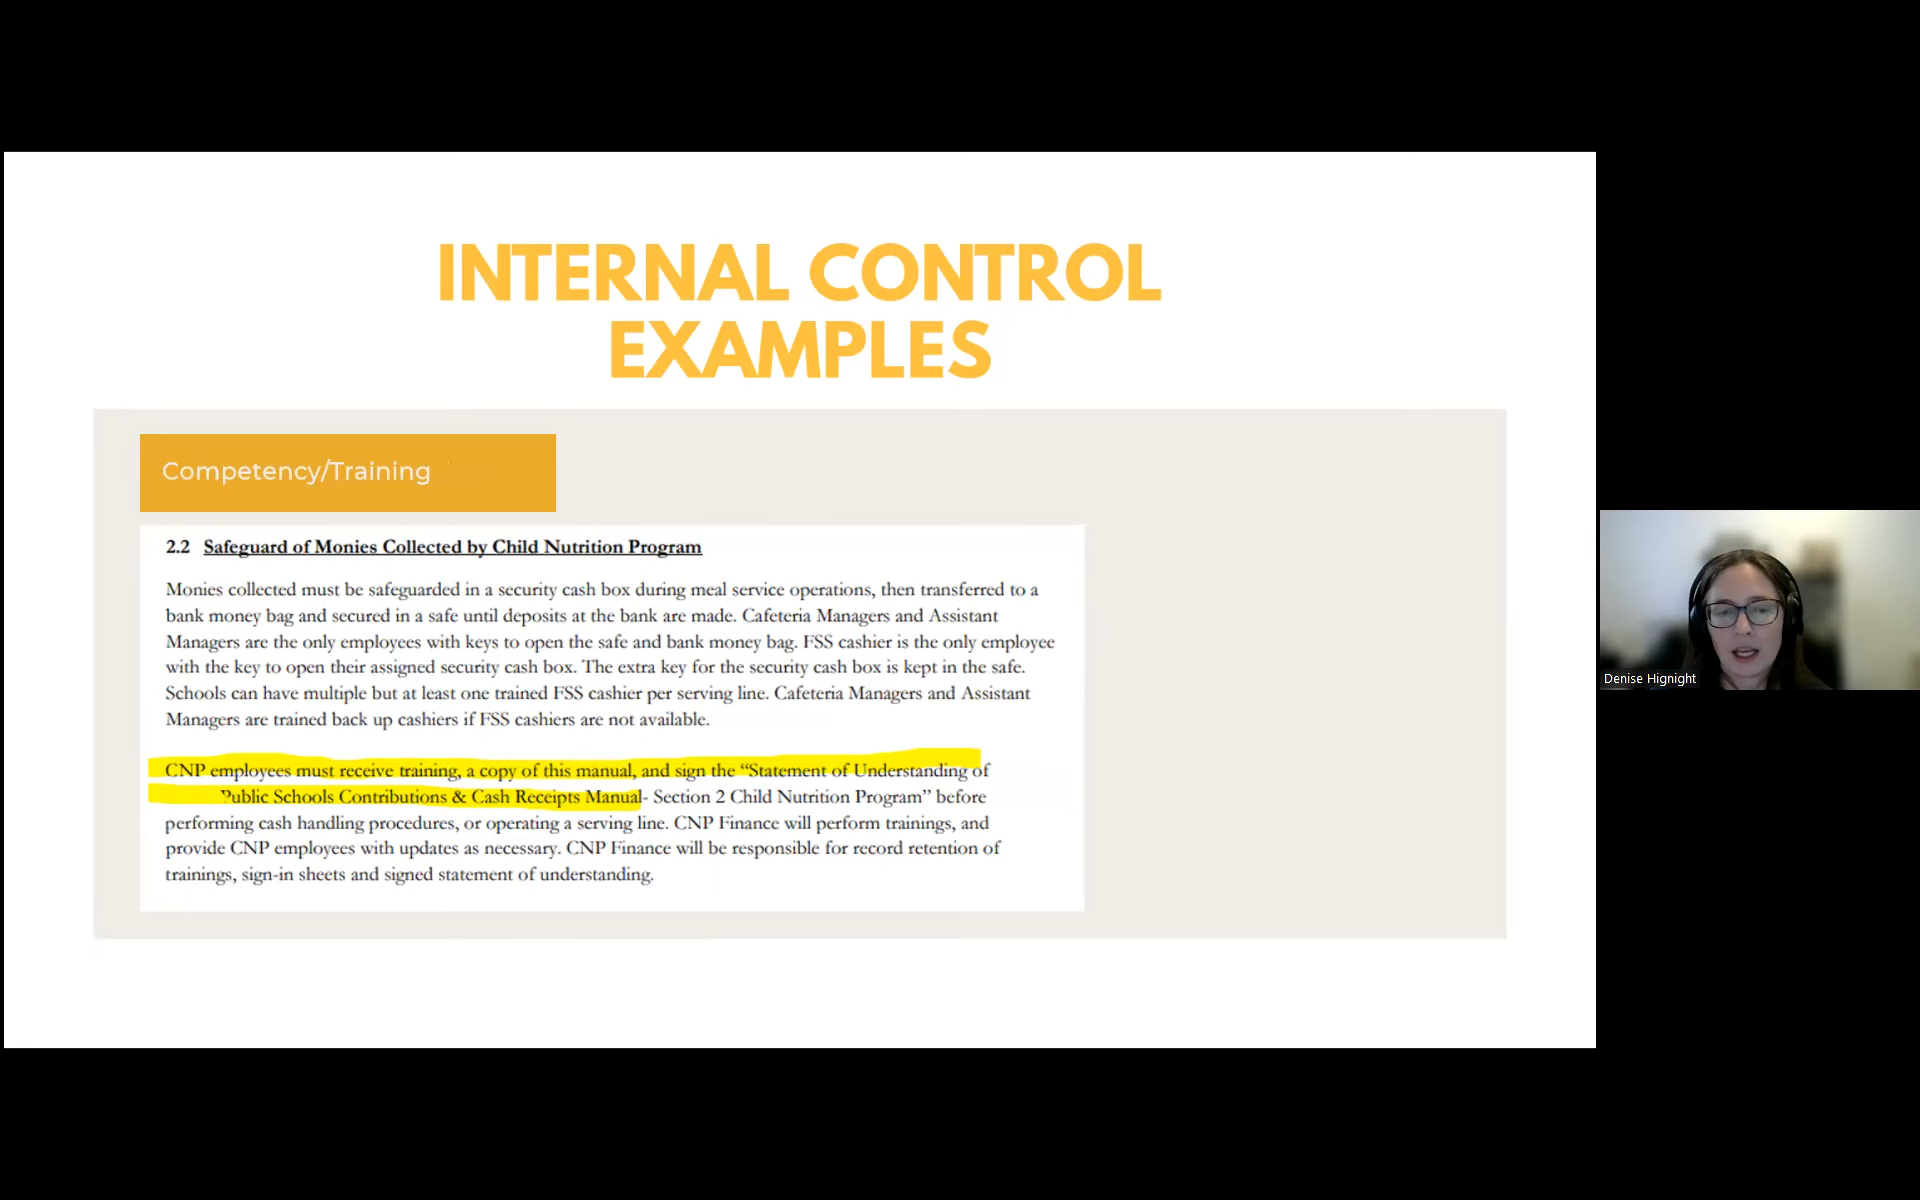 INTERNAL CONTROL
EXAMPLES
Competency/Training
2.2 Safeguard of Monies Collected by Child Nutrition Program
Monies collected must be safeguarded in a security cash box during meal service operations, then transferred to a
bank money bag and secured in a safe until deposits at the bank are made. Cafeteria Managers and Assistant
Managers are the only employees with keys to open the safe and bank money bag. FSS cashier is the only employee
with the key to open their assigned security cash box. The extra key for the security cash box is kept in the safe.
Schools can have multiple but at least one trained FSS cashier per serving line. Cafeteria Managers and Assistant
Managers are trained back up cashiers if FSS cashiers are not available.
CNP employees must receive training, a copy of this manual, and sign the “Statement of Understanding of
Public Schools Contributions & Cash Receipts Manual- Section 2 Child Nutrition Program” before
performing cash handling procedures, or operating a serving line. CNP Finance will perform trainings, and
provide CNP employees with updates as necessary. CNP Finance will be responsible for record retention of
trainings, sign-in sheets and signed statement of understanding.
Denise Hignight